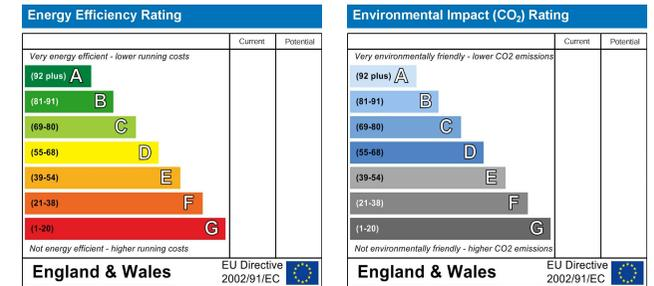 Energy Efficiency Rating
Current Potential
Very energy efficient - lower running costs
(92 plus) A
(81-91) B
(69-80) C
(55-68) D
(39-54) E
(21-38) F
(1-20) G
Not energy efficient - higher running costs
England & Wales
EU Directive
2002/91/EC
Environmental Impact (CO₂) Rating
Current Potential
Very environmentally friendly - lower CO2 emissions
(92 plus) A
(81-91) B
(69-80) C
(55-68) D
(39-54) E
(21-38) F
(1-20) G
Not environmentally friendly - higher CO2 emissions
England & Wales
EU Directive
2002/91/EC